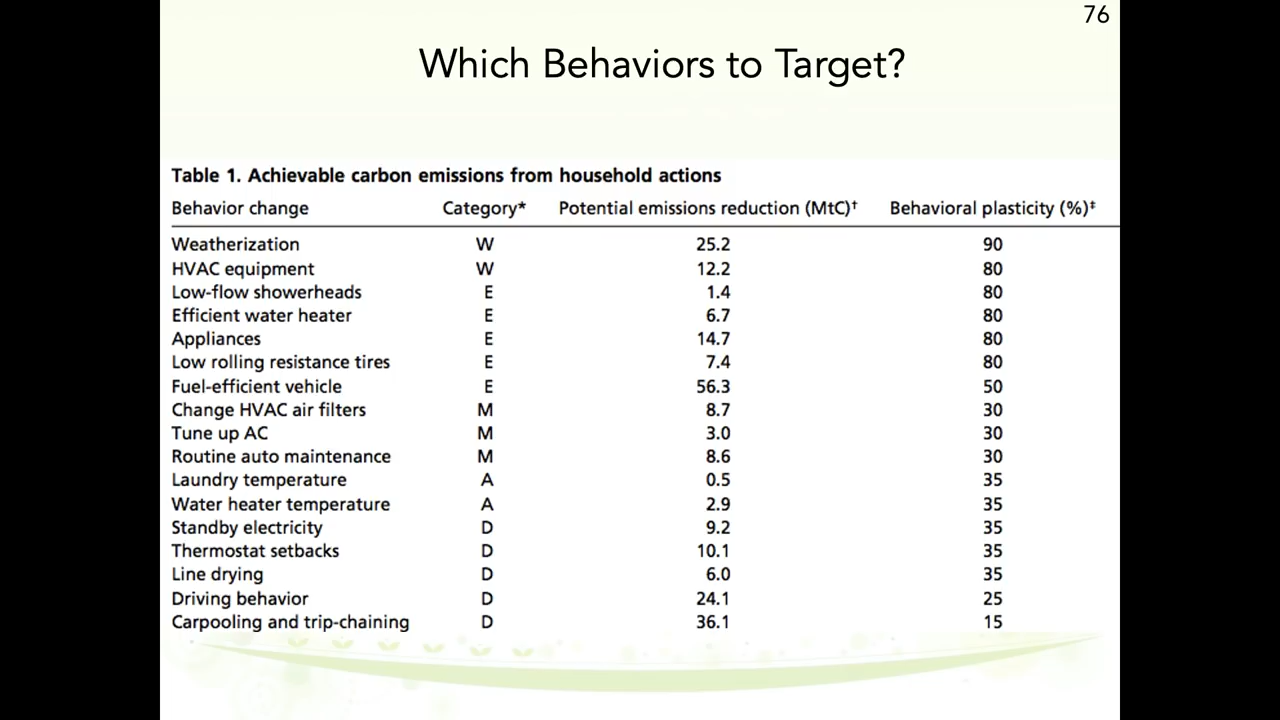 76
Which Behaviors to Target?
Table 1. Achievable carbon emissions from household actions
Behavior change Category* Potential emissions reduction (MtC)† Behavioral plasticity (%)‡
Weatherization W 25.2 90
HVAC equipment W 12.2 80
Low-flow showerheads E 1.4 80
Efficient water heater E 6.7 80
Appliances E 14.7 80
Low rolling resistance tires E 7.4 80
Fuel-efficient vehicle E 56.3 50
Change HVAC air filters M 8.7 30
Tune up AC M 3.0 30
Routine auto maintenance M 8.6 30
Laundry temperature A 0.5 35
Water heater temperature A 2.9 35
Standby electricity D 9.2 35
Thermostat setbacks D 10.1 35
Line drying D 6.0 35
Driving behavior D 24.1 25
Carpooling and trip-chaining D 36.1 15